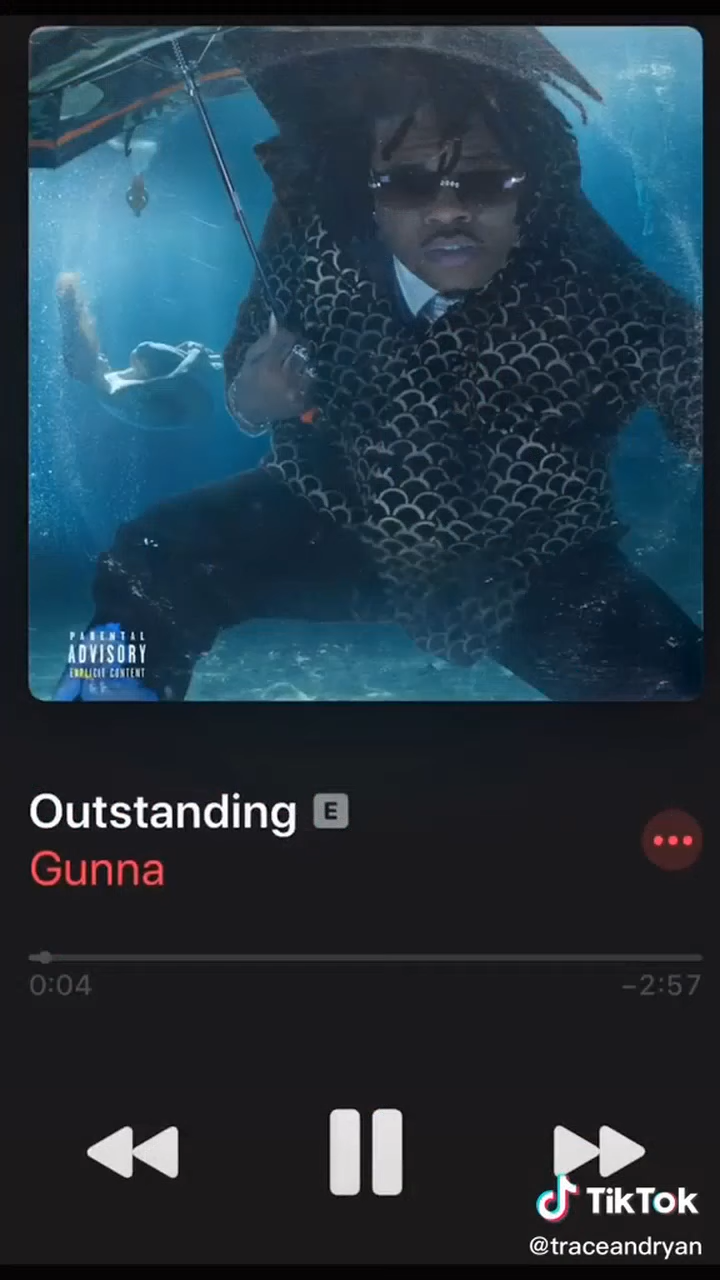 PARENTAL
ADVISORY
EXPLICIT CONTENT
Outstanding E
Gunna
0:04 -2:57
TikTok
@traceandryan